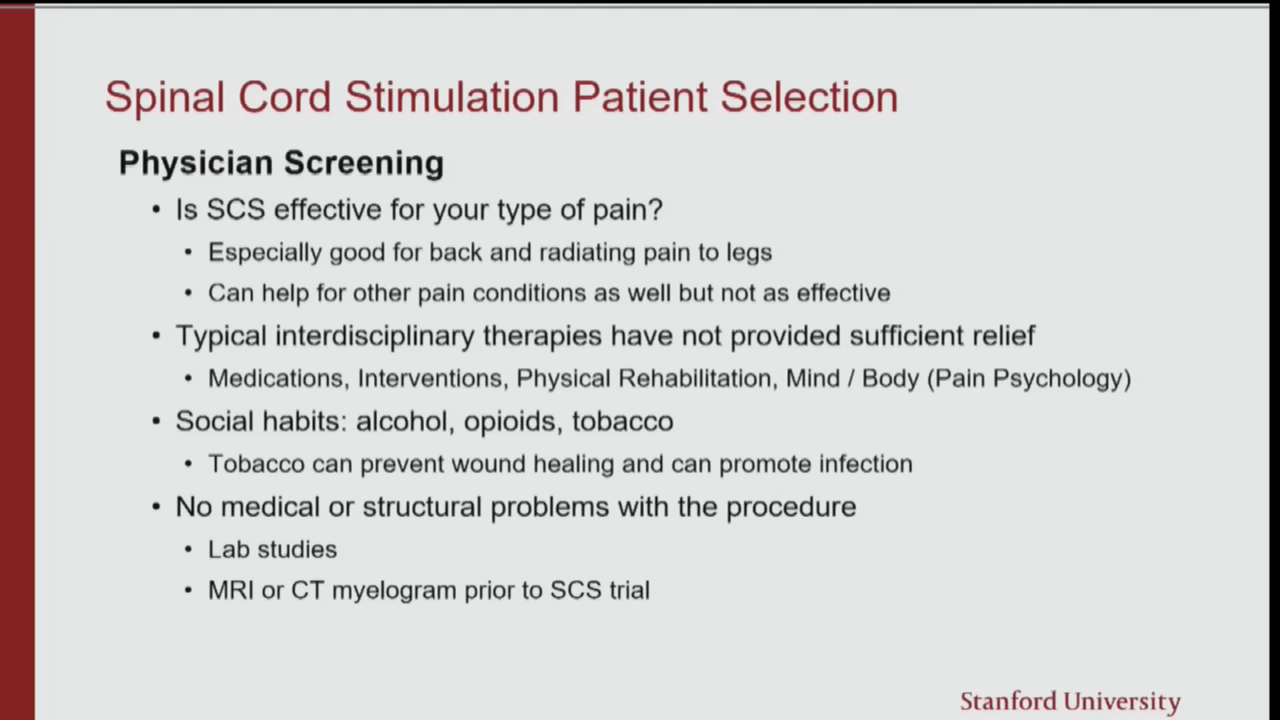 Spinal Cord Stimulation Patient Selection
Physician Screening
• Is SCS effective for your type of pain?
• Especially good for back and radiating pain to legs
• Can help for other pain conditions as well but not as effective
• Typical interdisciplinary therapies have not provided sufficient relief
• Medications, Interventions, Physical Rehabilitation, Mind / Body (Pain Psychology)
• Social habits: alcohol, opioids, tobacco
• Tobacco can prevent wound healing and can promote infection
• No medical or structural problems with the procedure
• Lab studies
• MRI or CT myelogram prior to SCS trial
Stanford University